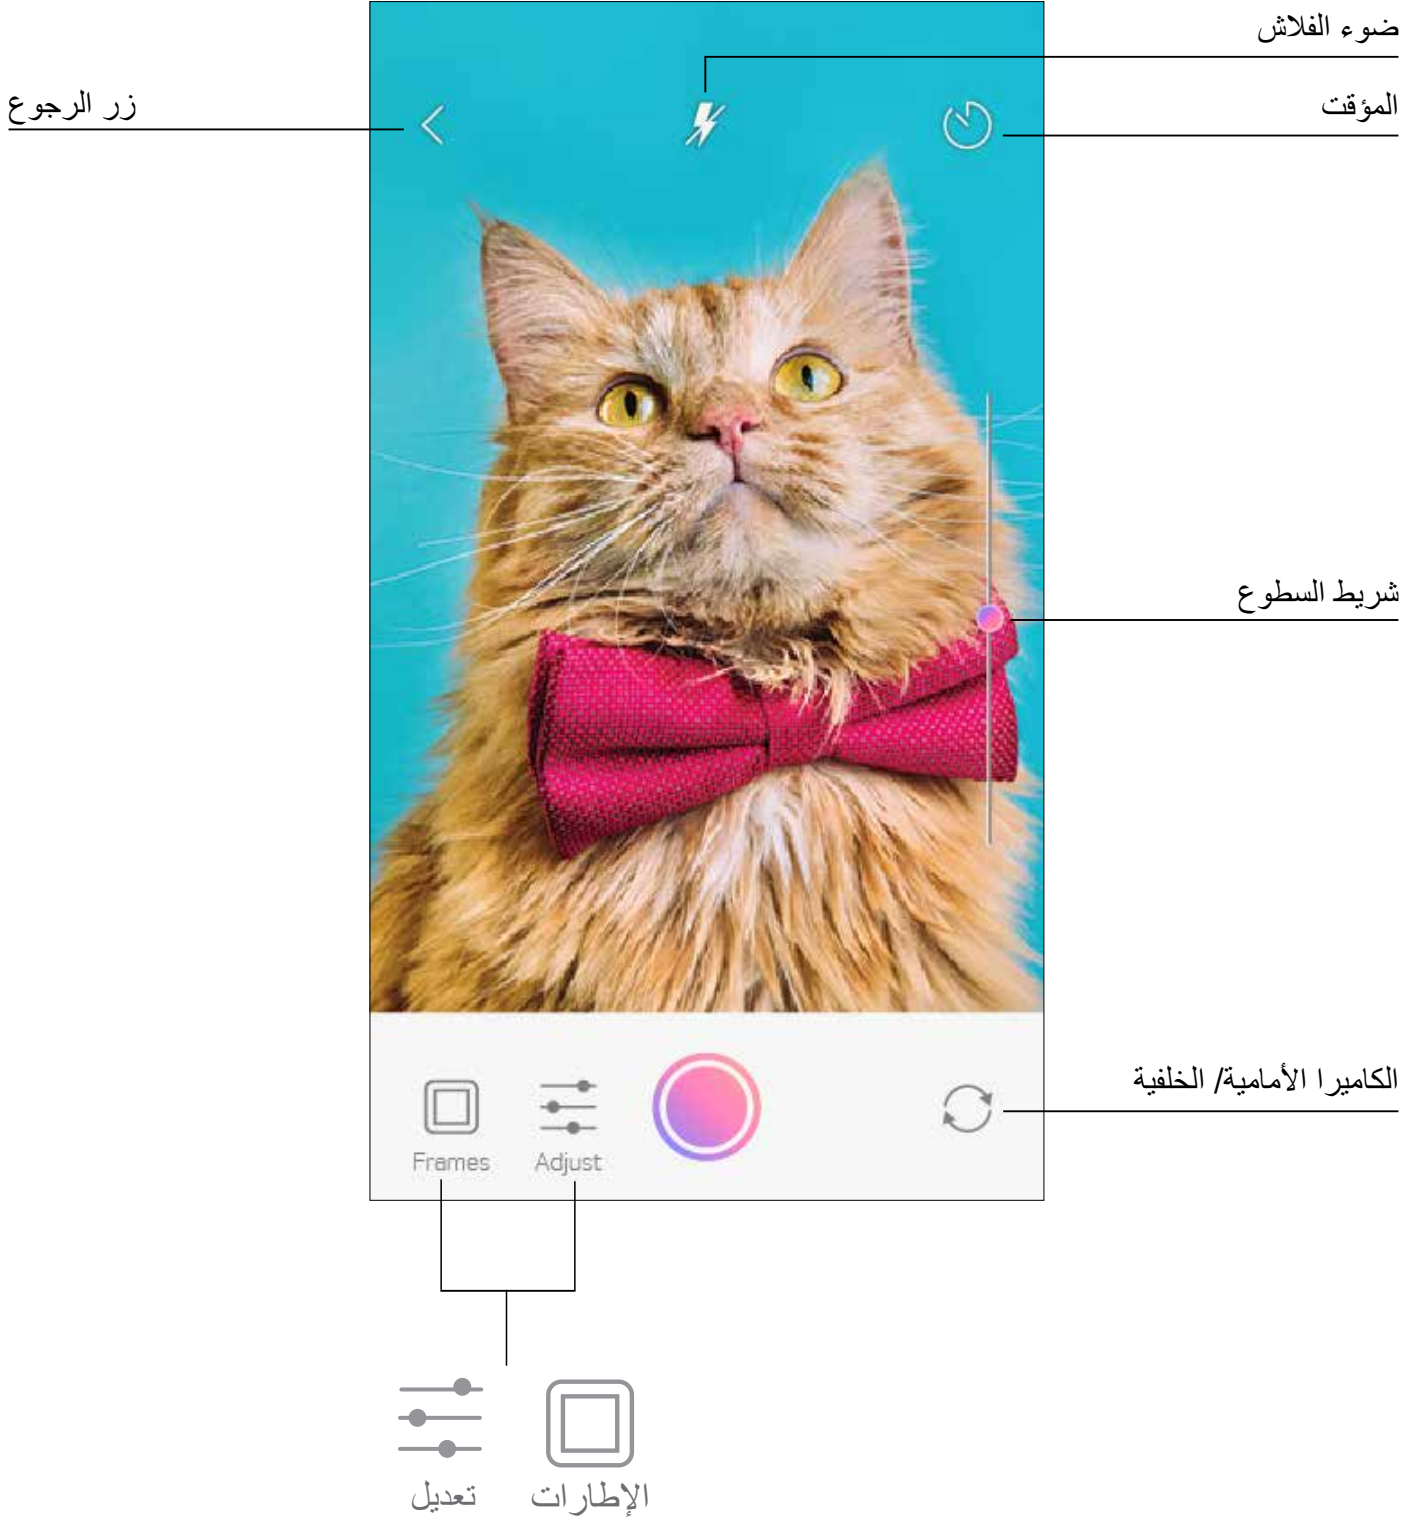 ضوء الفلاش
المؤقت
زر الرجوع
شريط السطوع
الكاميرا الأمامية/ الخلفية
Frames
Adjust
الإطارات
تعديل